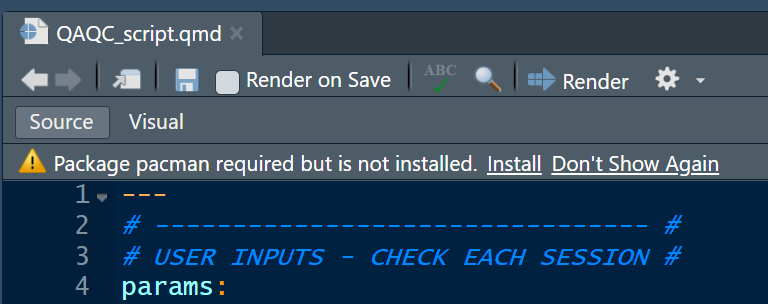 QAQC_script.qmd
Render on Save ABC Render
Source Visual
Package pacman required but is not installed. Install Don't Show Again
1 ---
2 # -------------------------------- #
3 # USER INPUTS - CHECK EACH SESSION #
4 params: